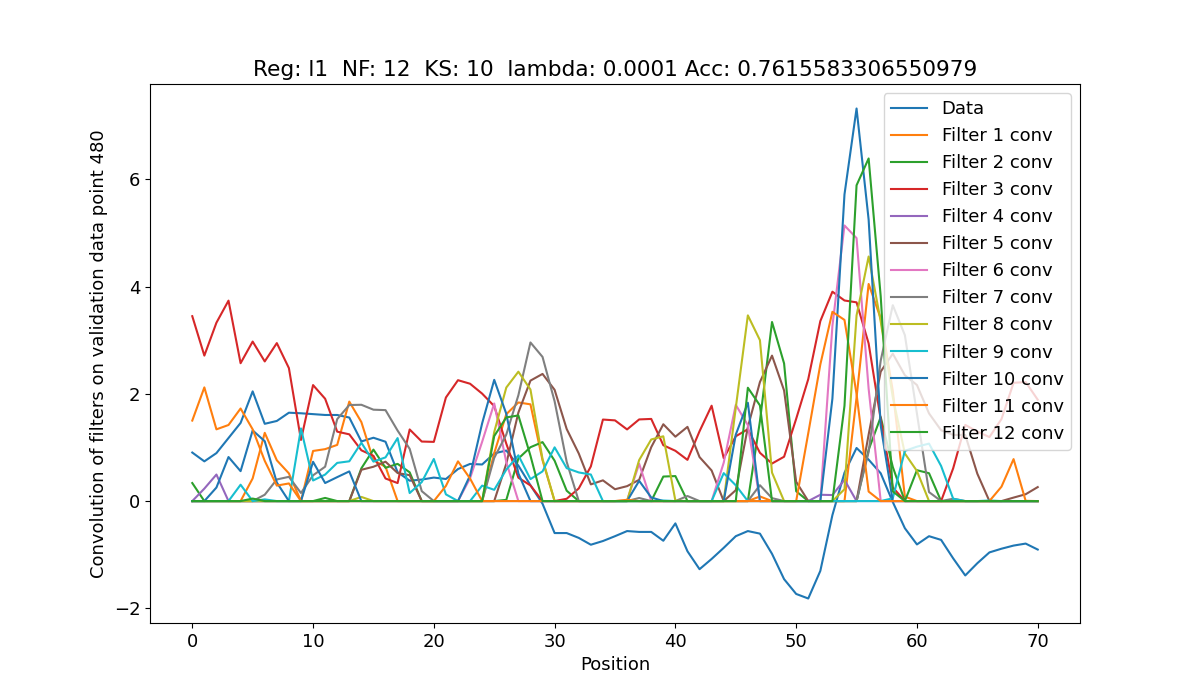 Reg: l1 NF: 12 KS: 10 lambda: 0.0001 Acc: 0.7615583306550979
Convolution of filters on validation data point 480
6
4
2
0
−2
0 10 20 30 40 50 60 70
Position
Data
Filter 1 conv
Filter 2 conv
Filter 3 conv
Filter 4 conv
Filter 5 conv
Filter 6 conv
Filter 7 conv
Filter 8 conv
Filter 9 conv
Filter 10 conv
Filter 11 conv
Filter 12 conv